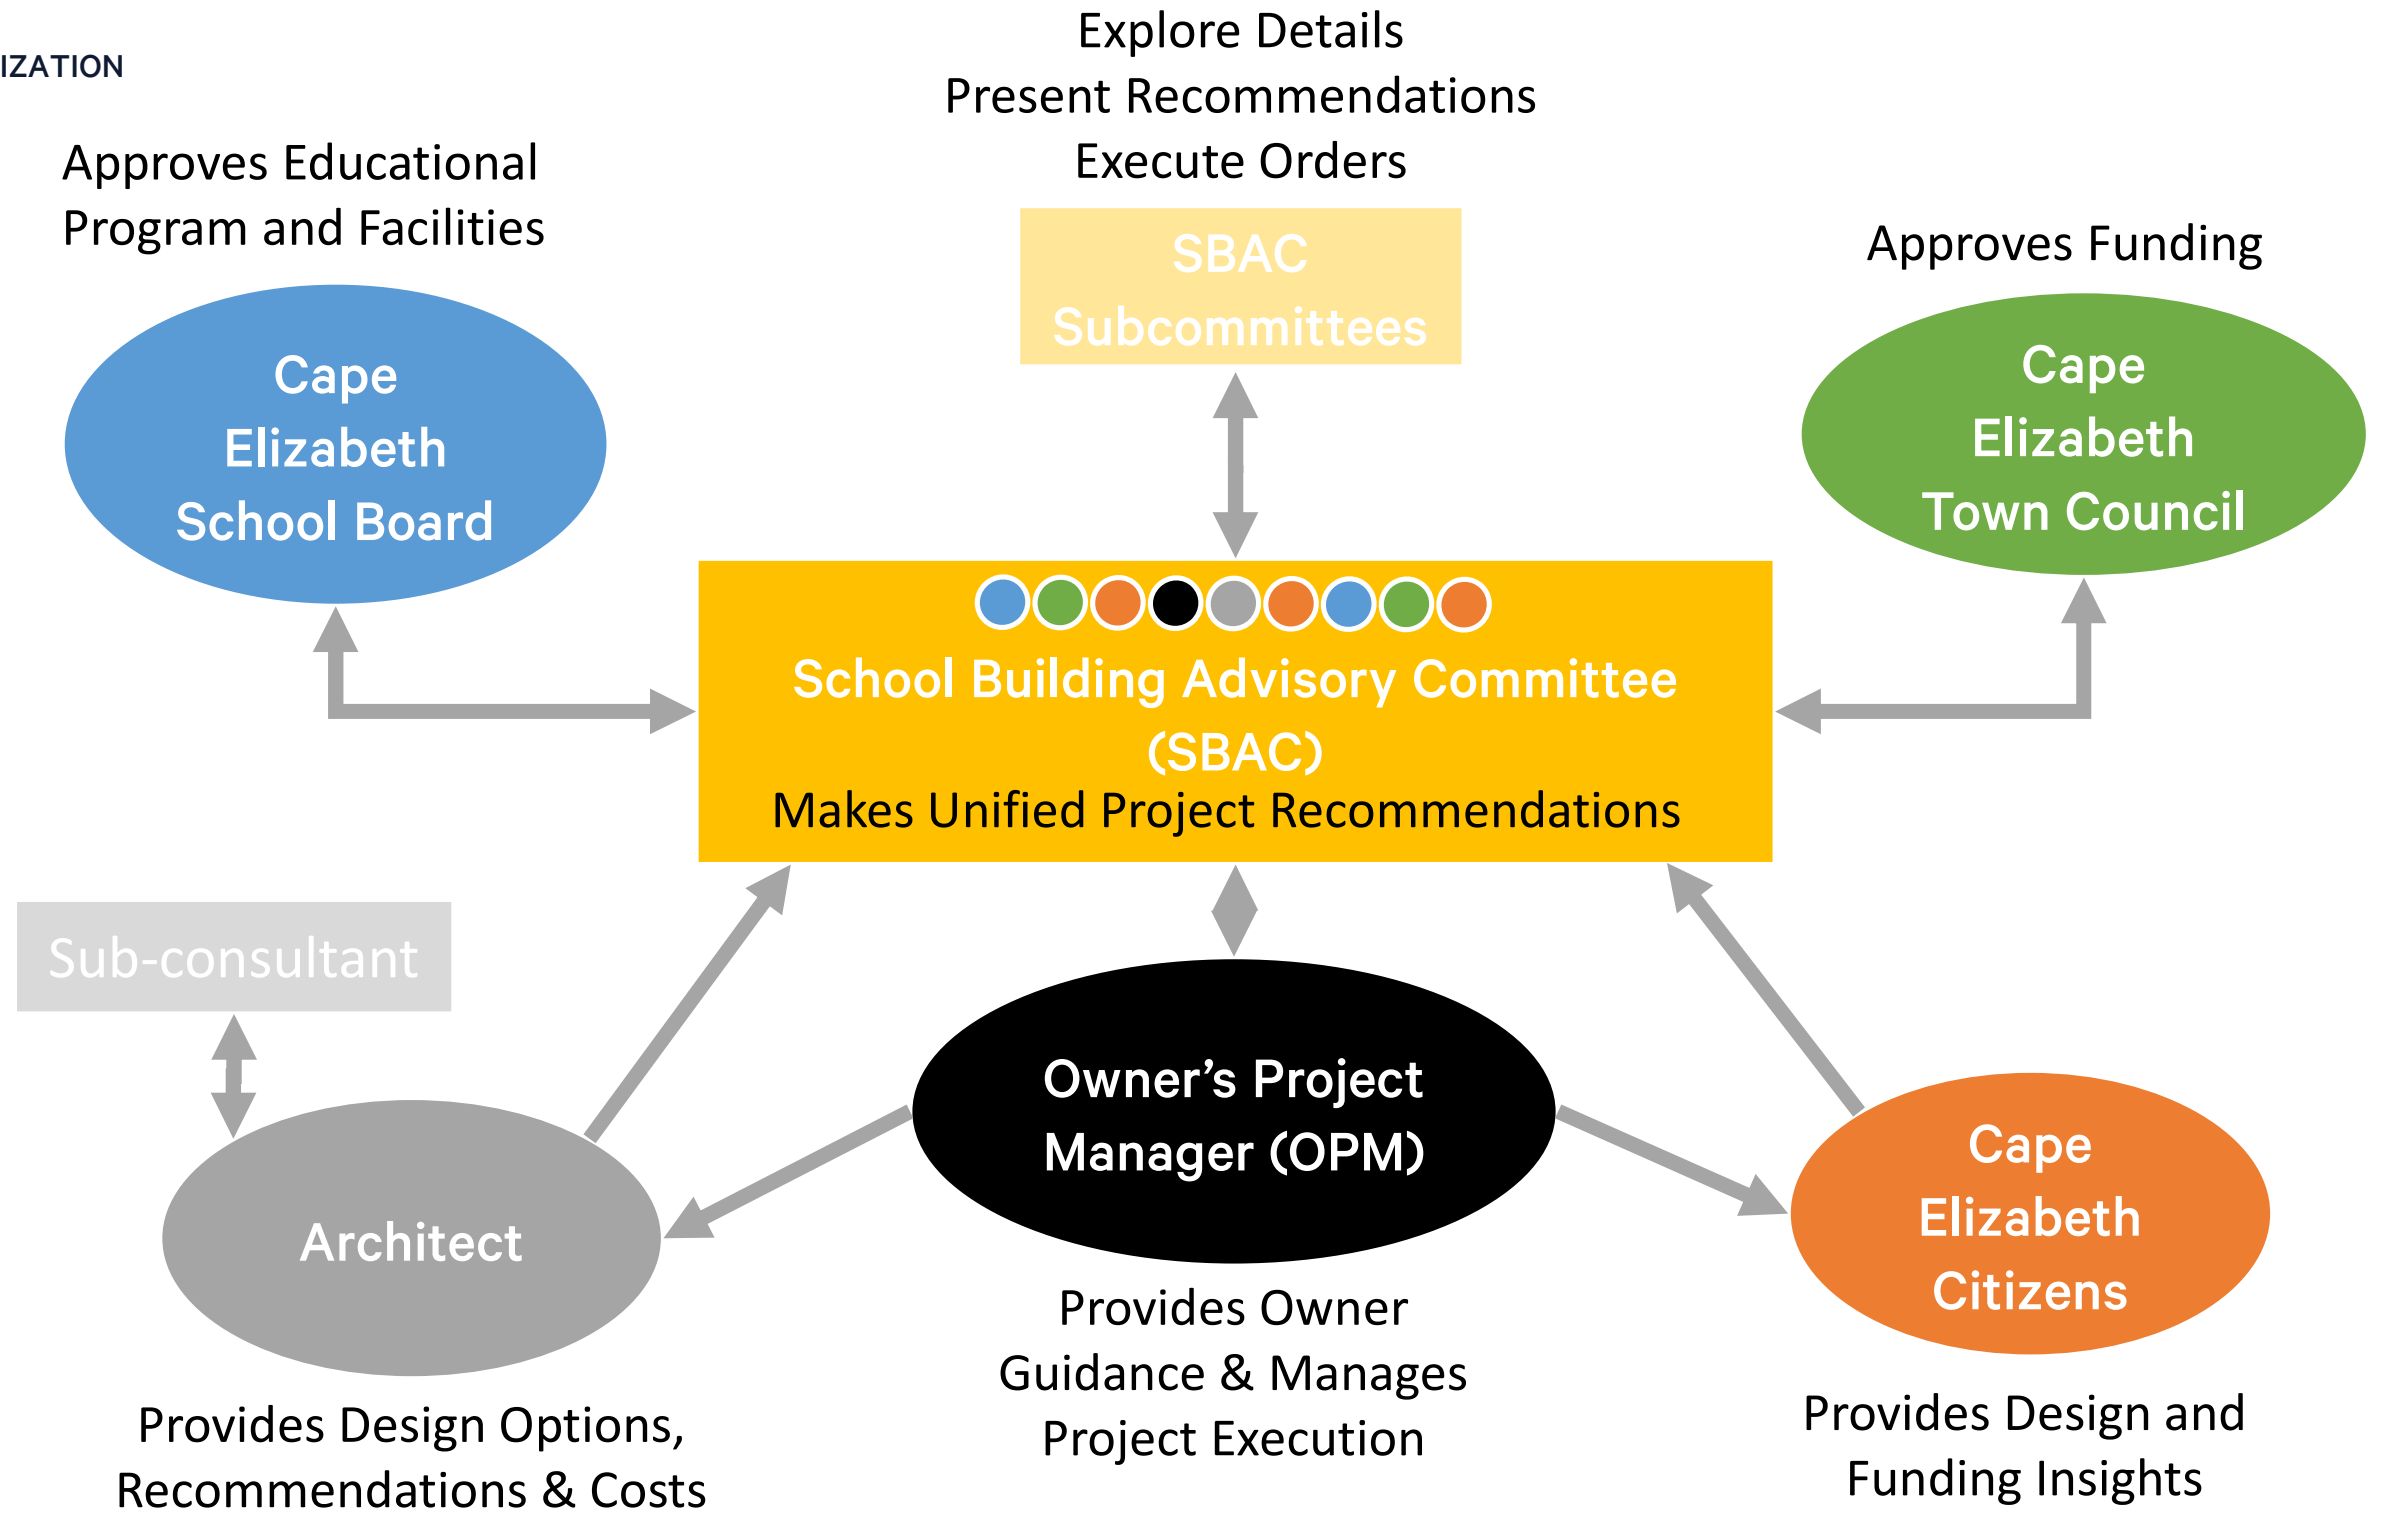 IZATION
Explore Details
Present Recommendations
Execute Orders
Approves Educational
Program and Facilities
SBAC
Subcommittees
Approves Funding
Cape
Elizabeth
School Board
Cape
Elizabeth
Town Council
School Building Advisory Committee
(SBAC)
Makes Unified Project Recommendations
Sub-consultant
Owner’s Project
Manager (OPM)
Architect
Cape
Elizabeth
Citizens
Provides Owner
Guidance & Manages
Project Execution
Provides Design Options,
Recommendations & Costs
Provides Design and
Funding Insights